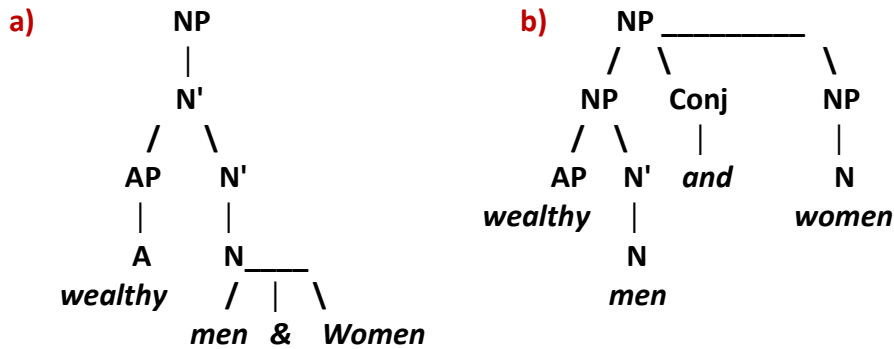 a)
NP
N'
AP N'
A N
wealthy
men & Women
b)
NP
NP Conj NP
AP N' and N
wealthy women
N
men